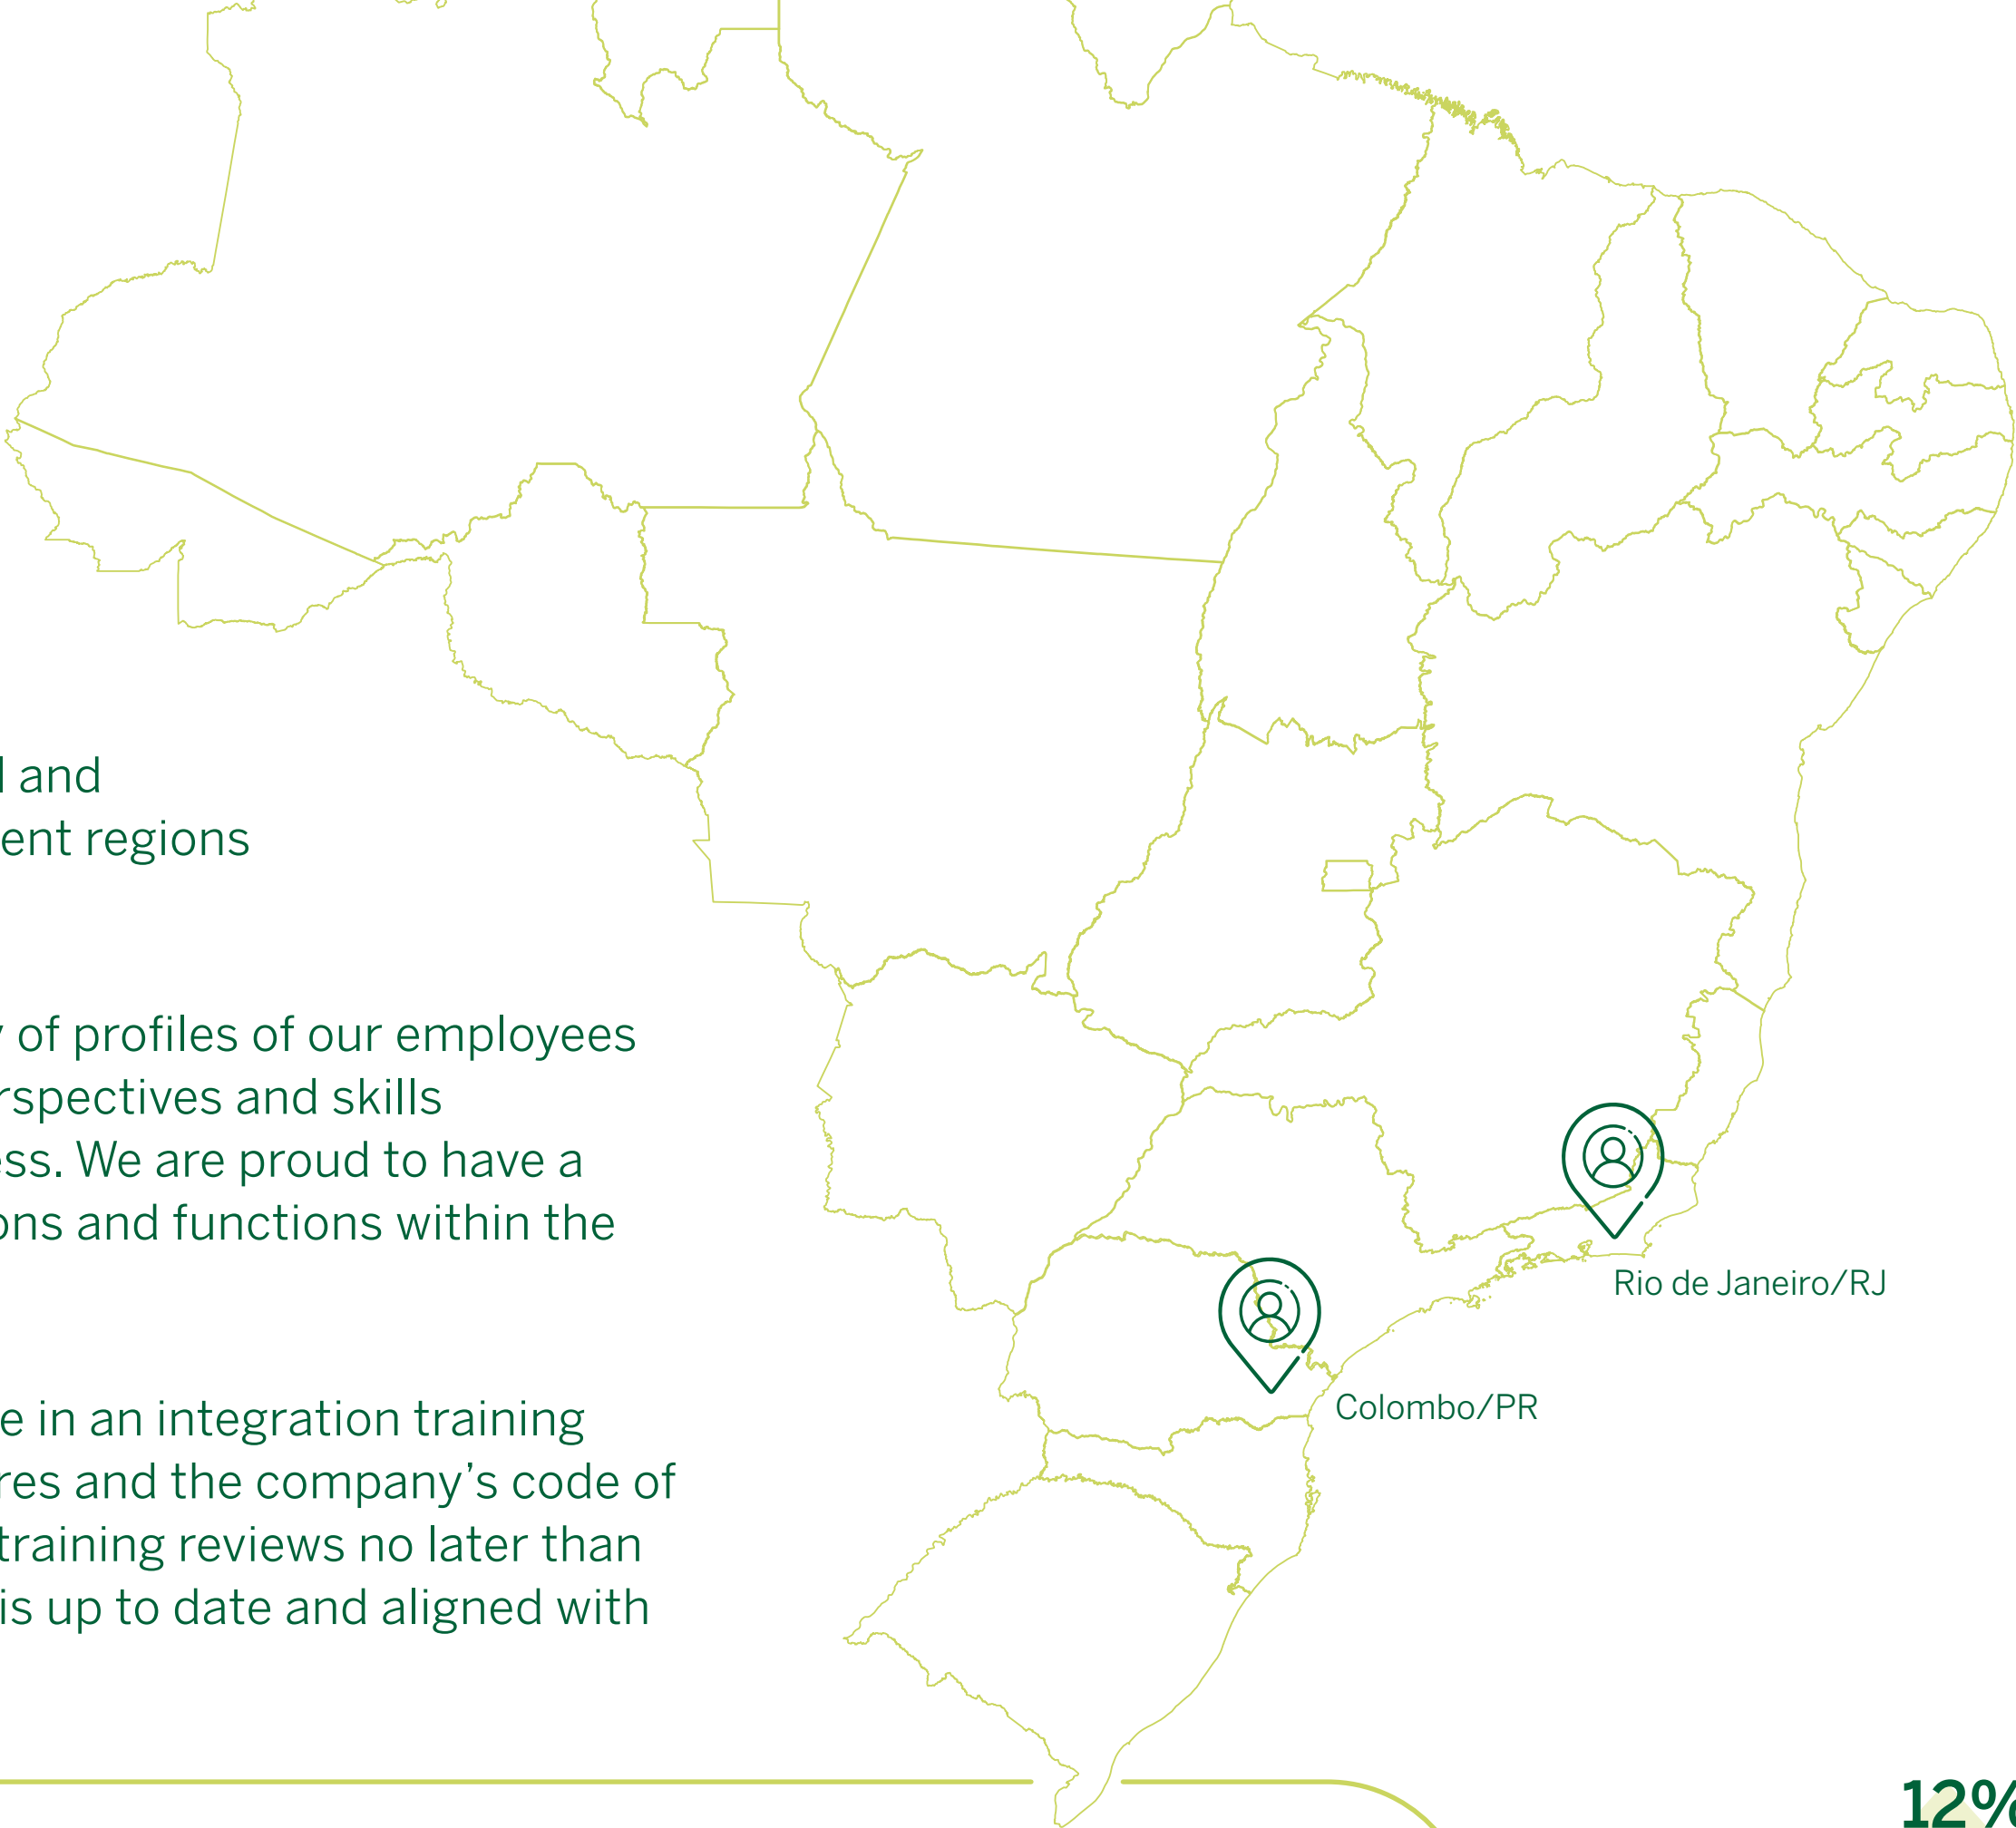 and
ent regions
of profiles of our employees
rspectives and skills
ess. We are proud to have a
ons and functions within the
Rio de Janeiro/RJ
Colombo/PR
e in an integration training
res and the company’s code of
training reviews no later than
is up to date and aligned with
12%